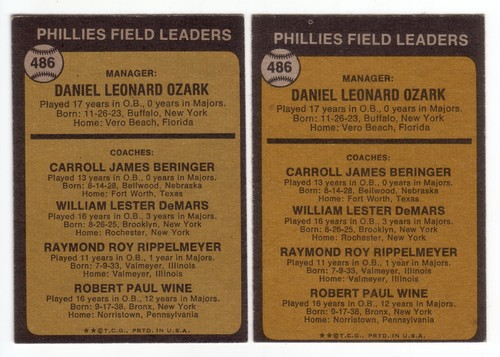 PHILLIES FIELD LEADERS
486
MANAGER:
DANIEL LEONARD OZARK
Played 17 years in O.B., 0 years in Majors.
Born: 11-26-23, Buffalo, New York
Home: Vero Beach, Florida
COACHES:
CARROLL JAMES BERINGER
Played 13 years in O.B., 0 years in Majors.
Born: 8-14-28, Bellwood, Nebraska
Home: Fort Worth, Texas
WILLIAM LESTER DeMARS
Played 16 years in O.B., 3 years in Majors.
Born: 8-26-25, Brooklyn, New York
Home: Rochester, New York
RAYMOND ROY RIPPELMEYER
Played 11 years in O.B., 1 year in Majors.
Born: 7-9-33, Valmeyer, Illinois
Home: Valmeyer, Illinois
ROBERT PAUL WINE
Played 16 years in O.B., 12 years in Majors.
Born: 9-17-38, Bronx, New York
Home: Norristown, Pennsylvania
★★©T.C.G., PRTD. IN U.S.A.
PHILLIES FIELD LEADERS
486
MANAGER:
DANIEL LEONARD OZARK
Played 17 years in O.B., 0 years in Majors.
Born: 11-26-23, Buffalo, New York
Home: Vero Beach, Florida
COACHES:
CARROLL JAMES BERINGER
Played 13 years in O.B., 0 years in Majors.
Born: 8-14-28, Bellwood, Nebraska
Home: Fort Worth, Texas
WILLIAM LESTER DeMARS
Played 16 years in O.B., 3 years in Majors.
Born: 8-26-25, Brooklyn, New York
Home: Rochester, New York
RAYMOND ROY RIPPELMEYER
Played 11 years in O.B., 1 year in Majors.
Born: 7-9-33, Valmeyer, Illinois
Home: Valmeyer, Illinois
ROBERT PAUL WINE
Played 16 years in O.B., 12 years in Majors.
Born: 9-17-38, Bronx, New York
Home: Norristown, Pennsylvania
★★©T.C.G., PRTD. IN U.S.A.